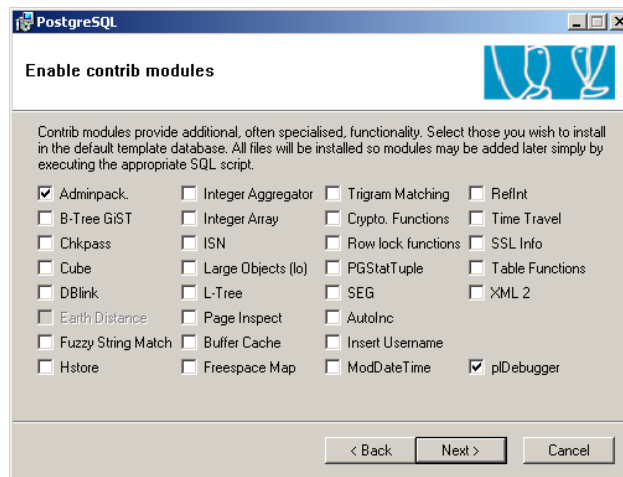 PostgreSQL
Enable contrib modules
Contrib modules provide additional, often specialised, functionality. Select those you wish to install
in the default template database. All files will be installed so modules may be added later simply by
executing the appropriate SQL script.
Adminpack. Integer Aggregator Trigram Matching RefInt
B-Tree GiST Integer Array Crypto. Functions Time Travel
Chkpass ISN Row lock functions SSL Info
Cube Large Objects (lo) PGStatTuple Table Functions
DBlink L-Tree SEG XML 2
Earth Distance Page Inspect AutoInc
Fuzzy String Match Buffer Cache Insert Username
Hstore Freespace Map ModDateTime plDebugger
< Back Next > Cancel